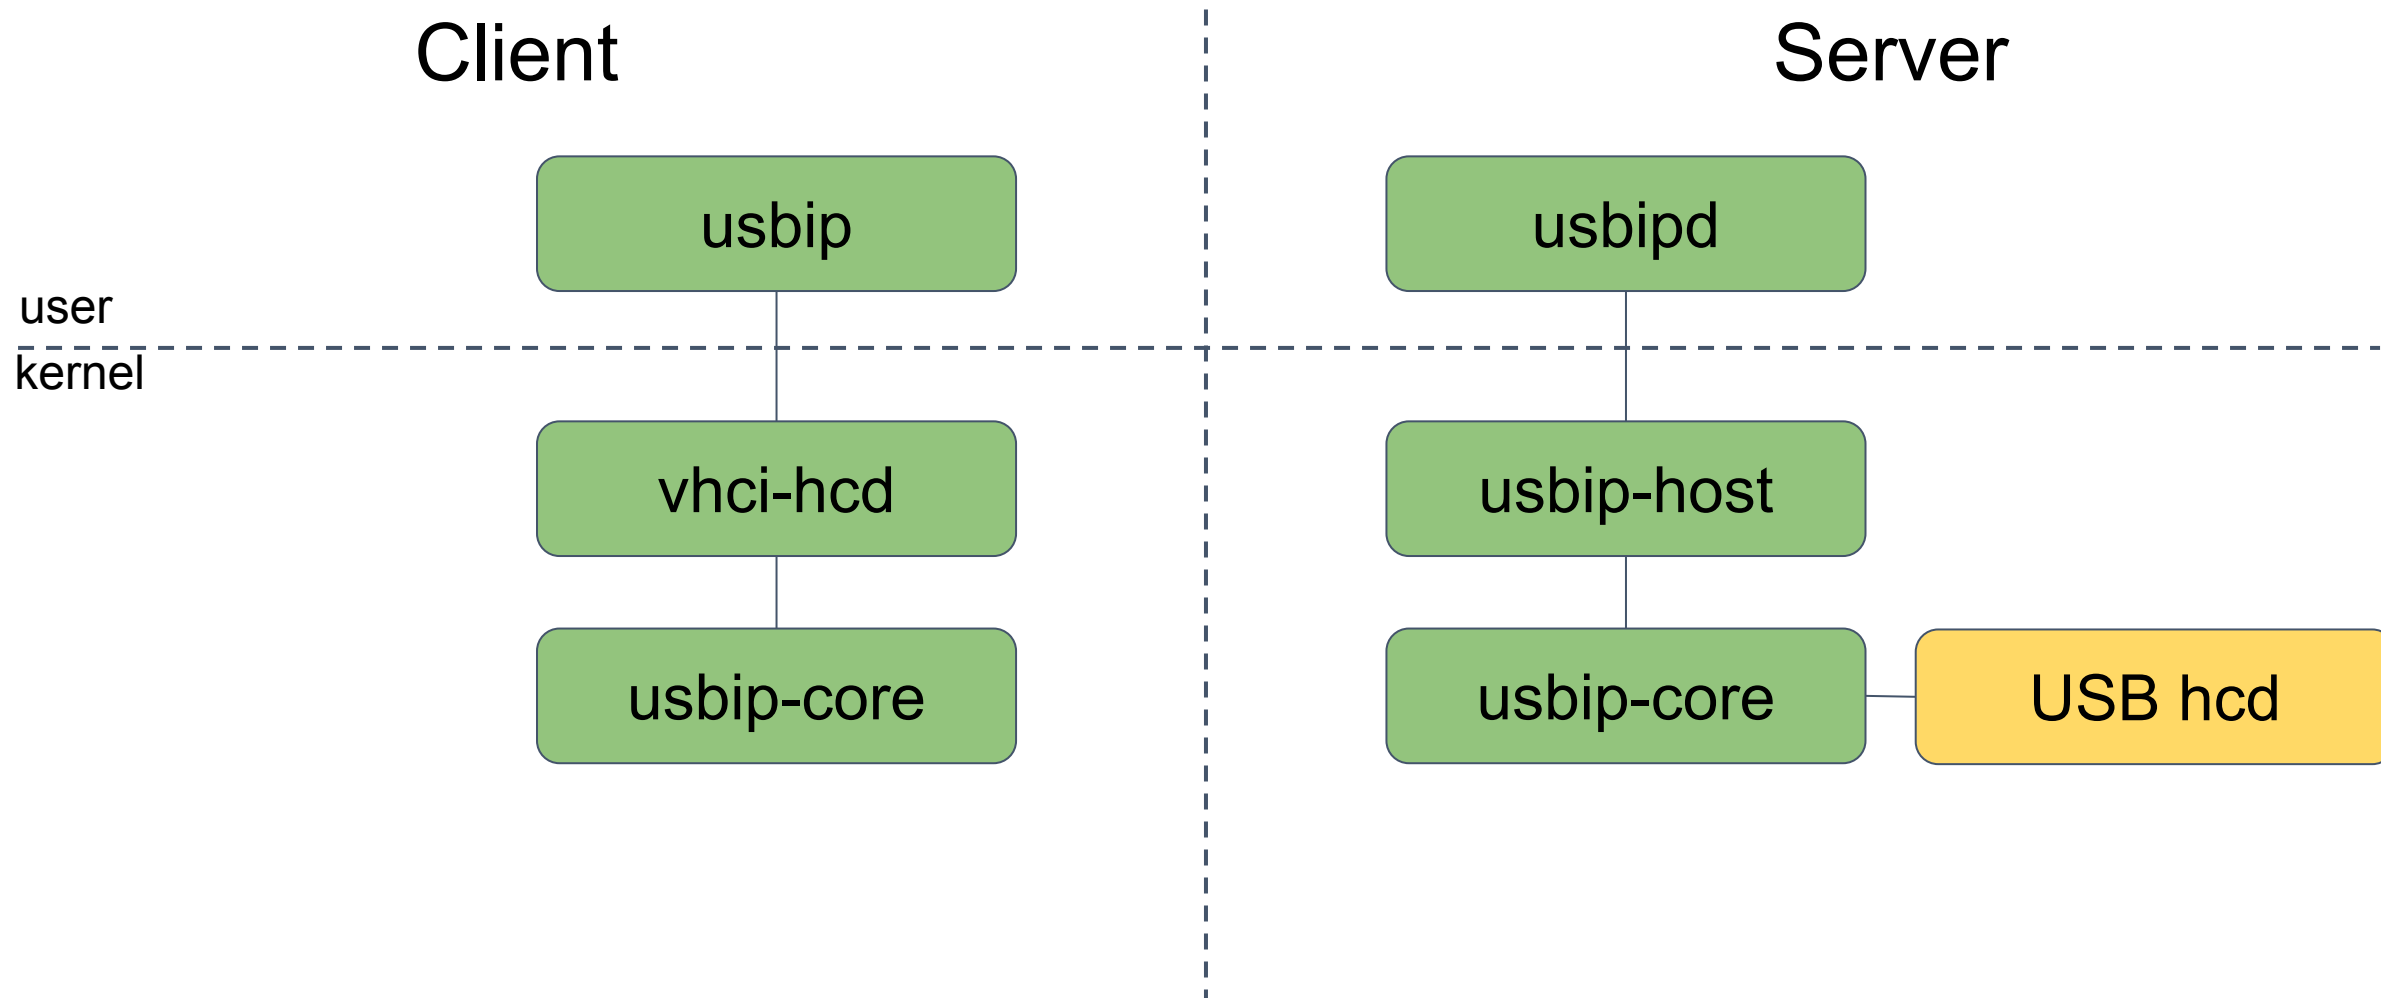 Client
Server
usbip
usbipd
user
kernel
vhci-hcd
usbip-host
usbip-core
usbip-core
USB hcd